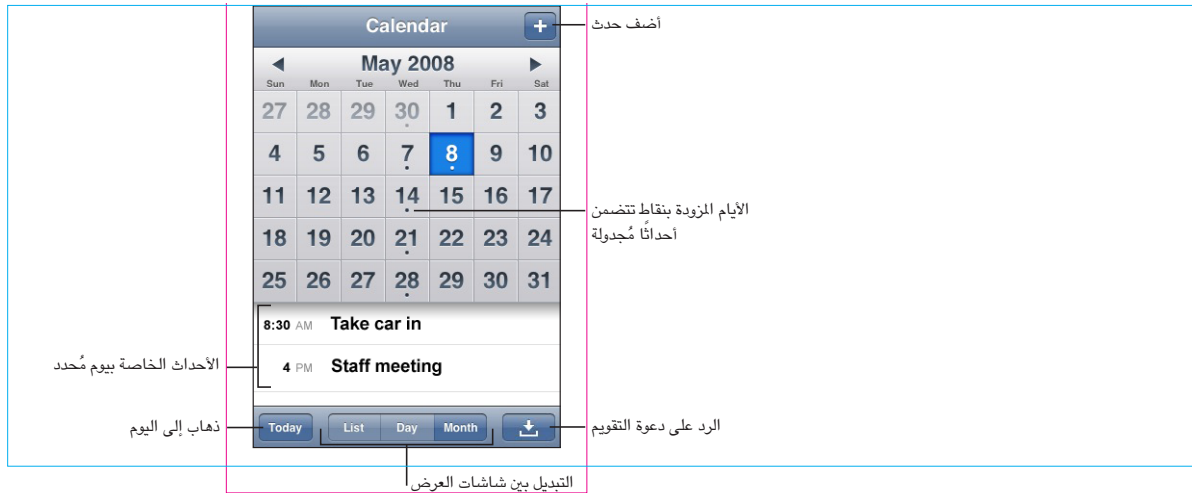 Calendar
+
أضف حدث
May 2008
Sun Mon Tue Wed Thu Fri Sat
27 28 29 30 1 2 3
4 5 6 7 8 9 10
11 12 13 14 15 16 17
الأيام المزودة بنقاط تتضمن
أحداثًا مُجدولة
18 19 20 21 22 23 24
25 26 27 28 29 30 31
8:30 AM Take car in
4 PM Staff meeting
الأحداث الخاصة بيوم مُحدد
Today List Day Month
ذهاب إلى اليوم
الرد على دعوة التقويم
التبديل بين شاشات العرض